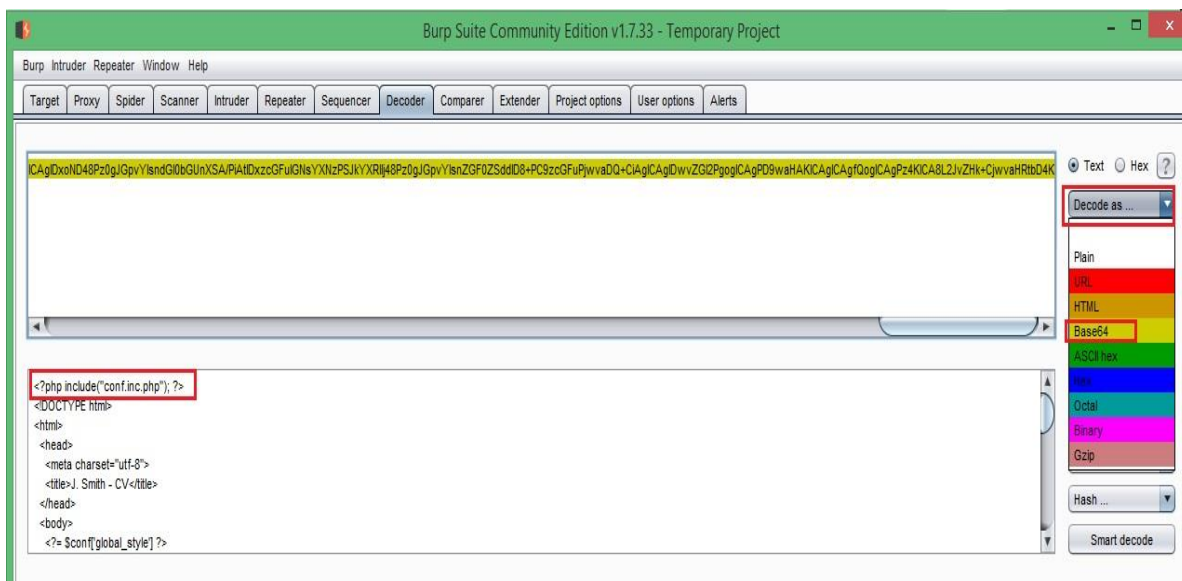 Burp Suite Community Edition v1.7.33 - Temporary Project
Burp Intruder Repeater Window Help
Target Proxy Spider Scanner Intruder Repeater Sequencer Decoder Comparer Extender Project options User options Alerts
Text Hex ?
Decode as ...
Plain
URL
HTML
Base64
ASCII hex
Hex
Octal
Binary
Gzip
Hash ...
Smart decode
<?php include("conf.inc.php"); ?>
<!DOCTYPE html>
<html>
<head>
<meta charset="utf-8">
<title>J. Smith - CV</title>
</head>
<body>
<?= $conf['global_style'] ?>